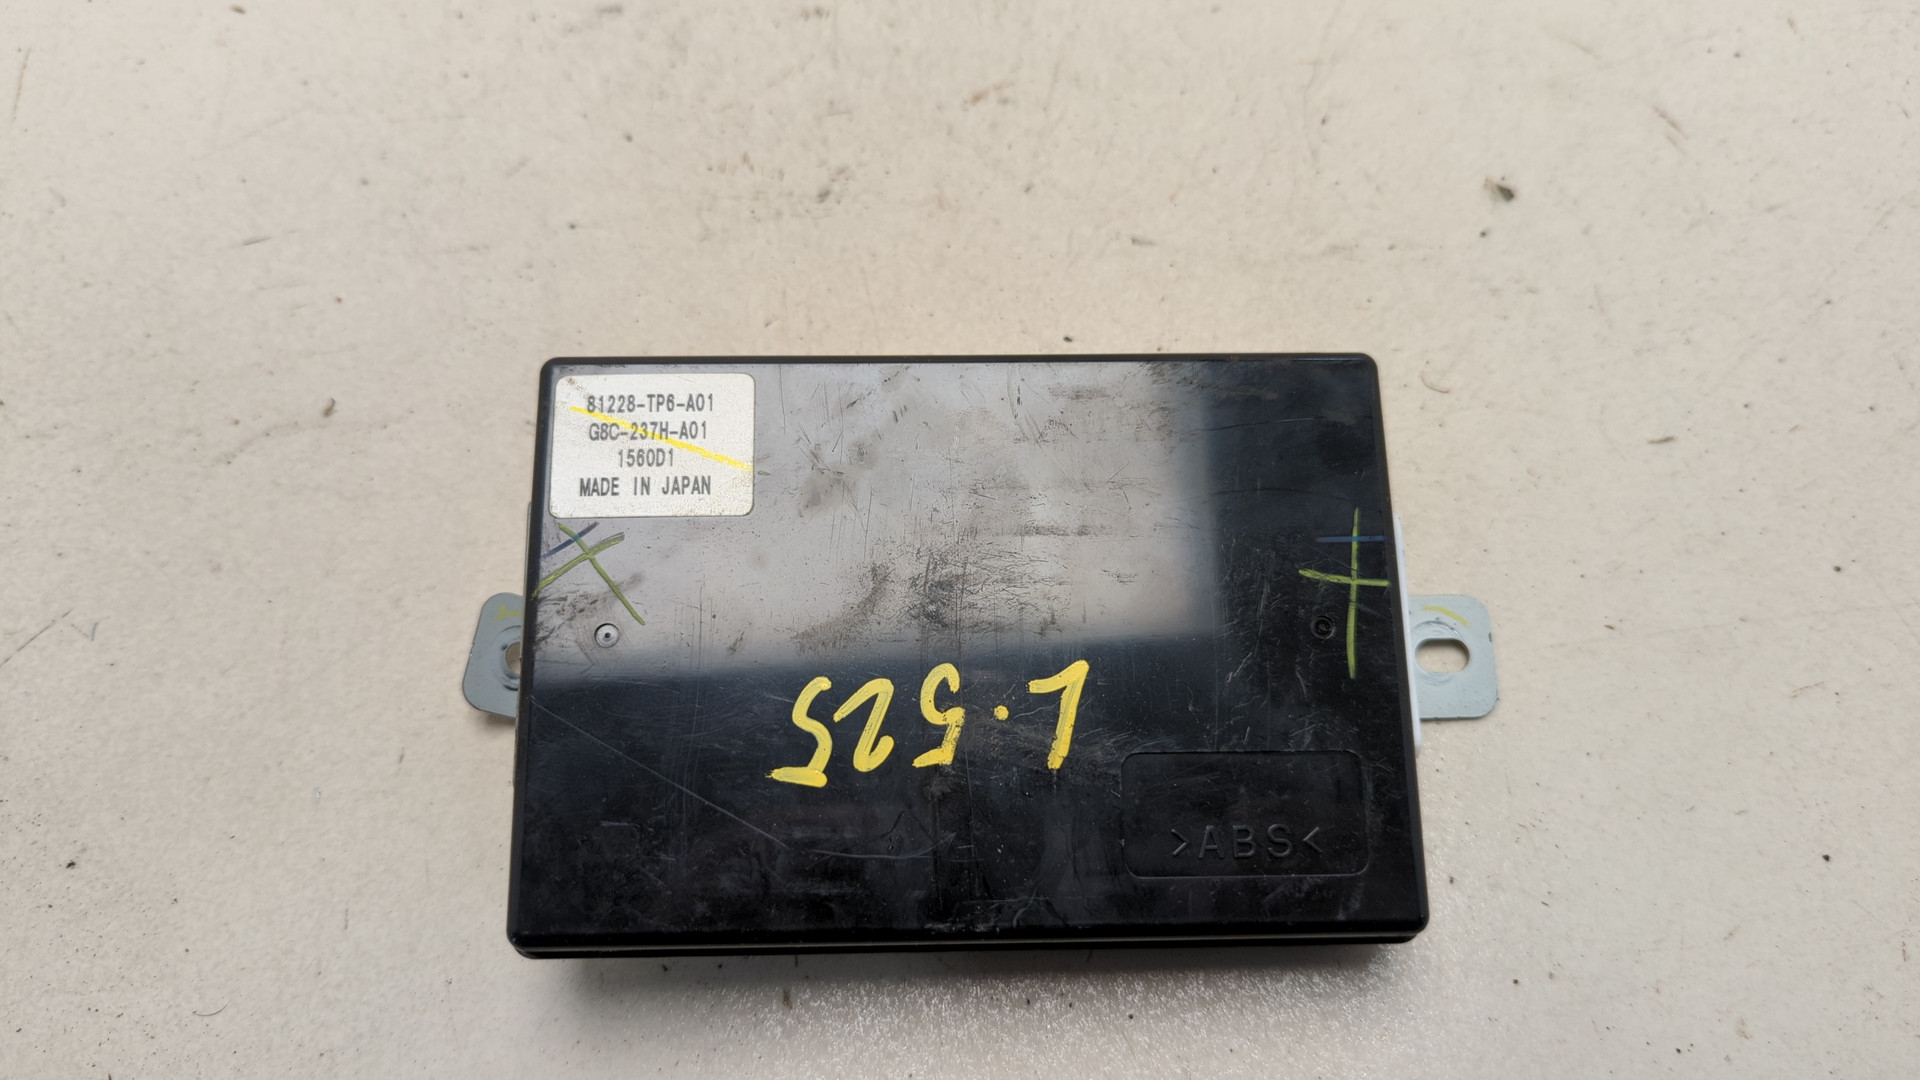 81228-TP6-A01
G8C-237H-A01
1560D1
MADE IN JAPAN
L.525
>ABS<